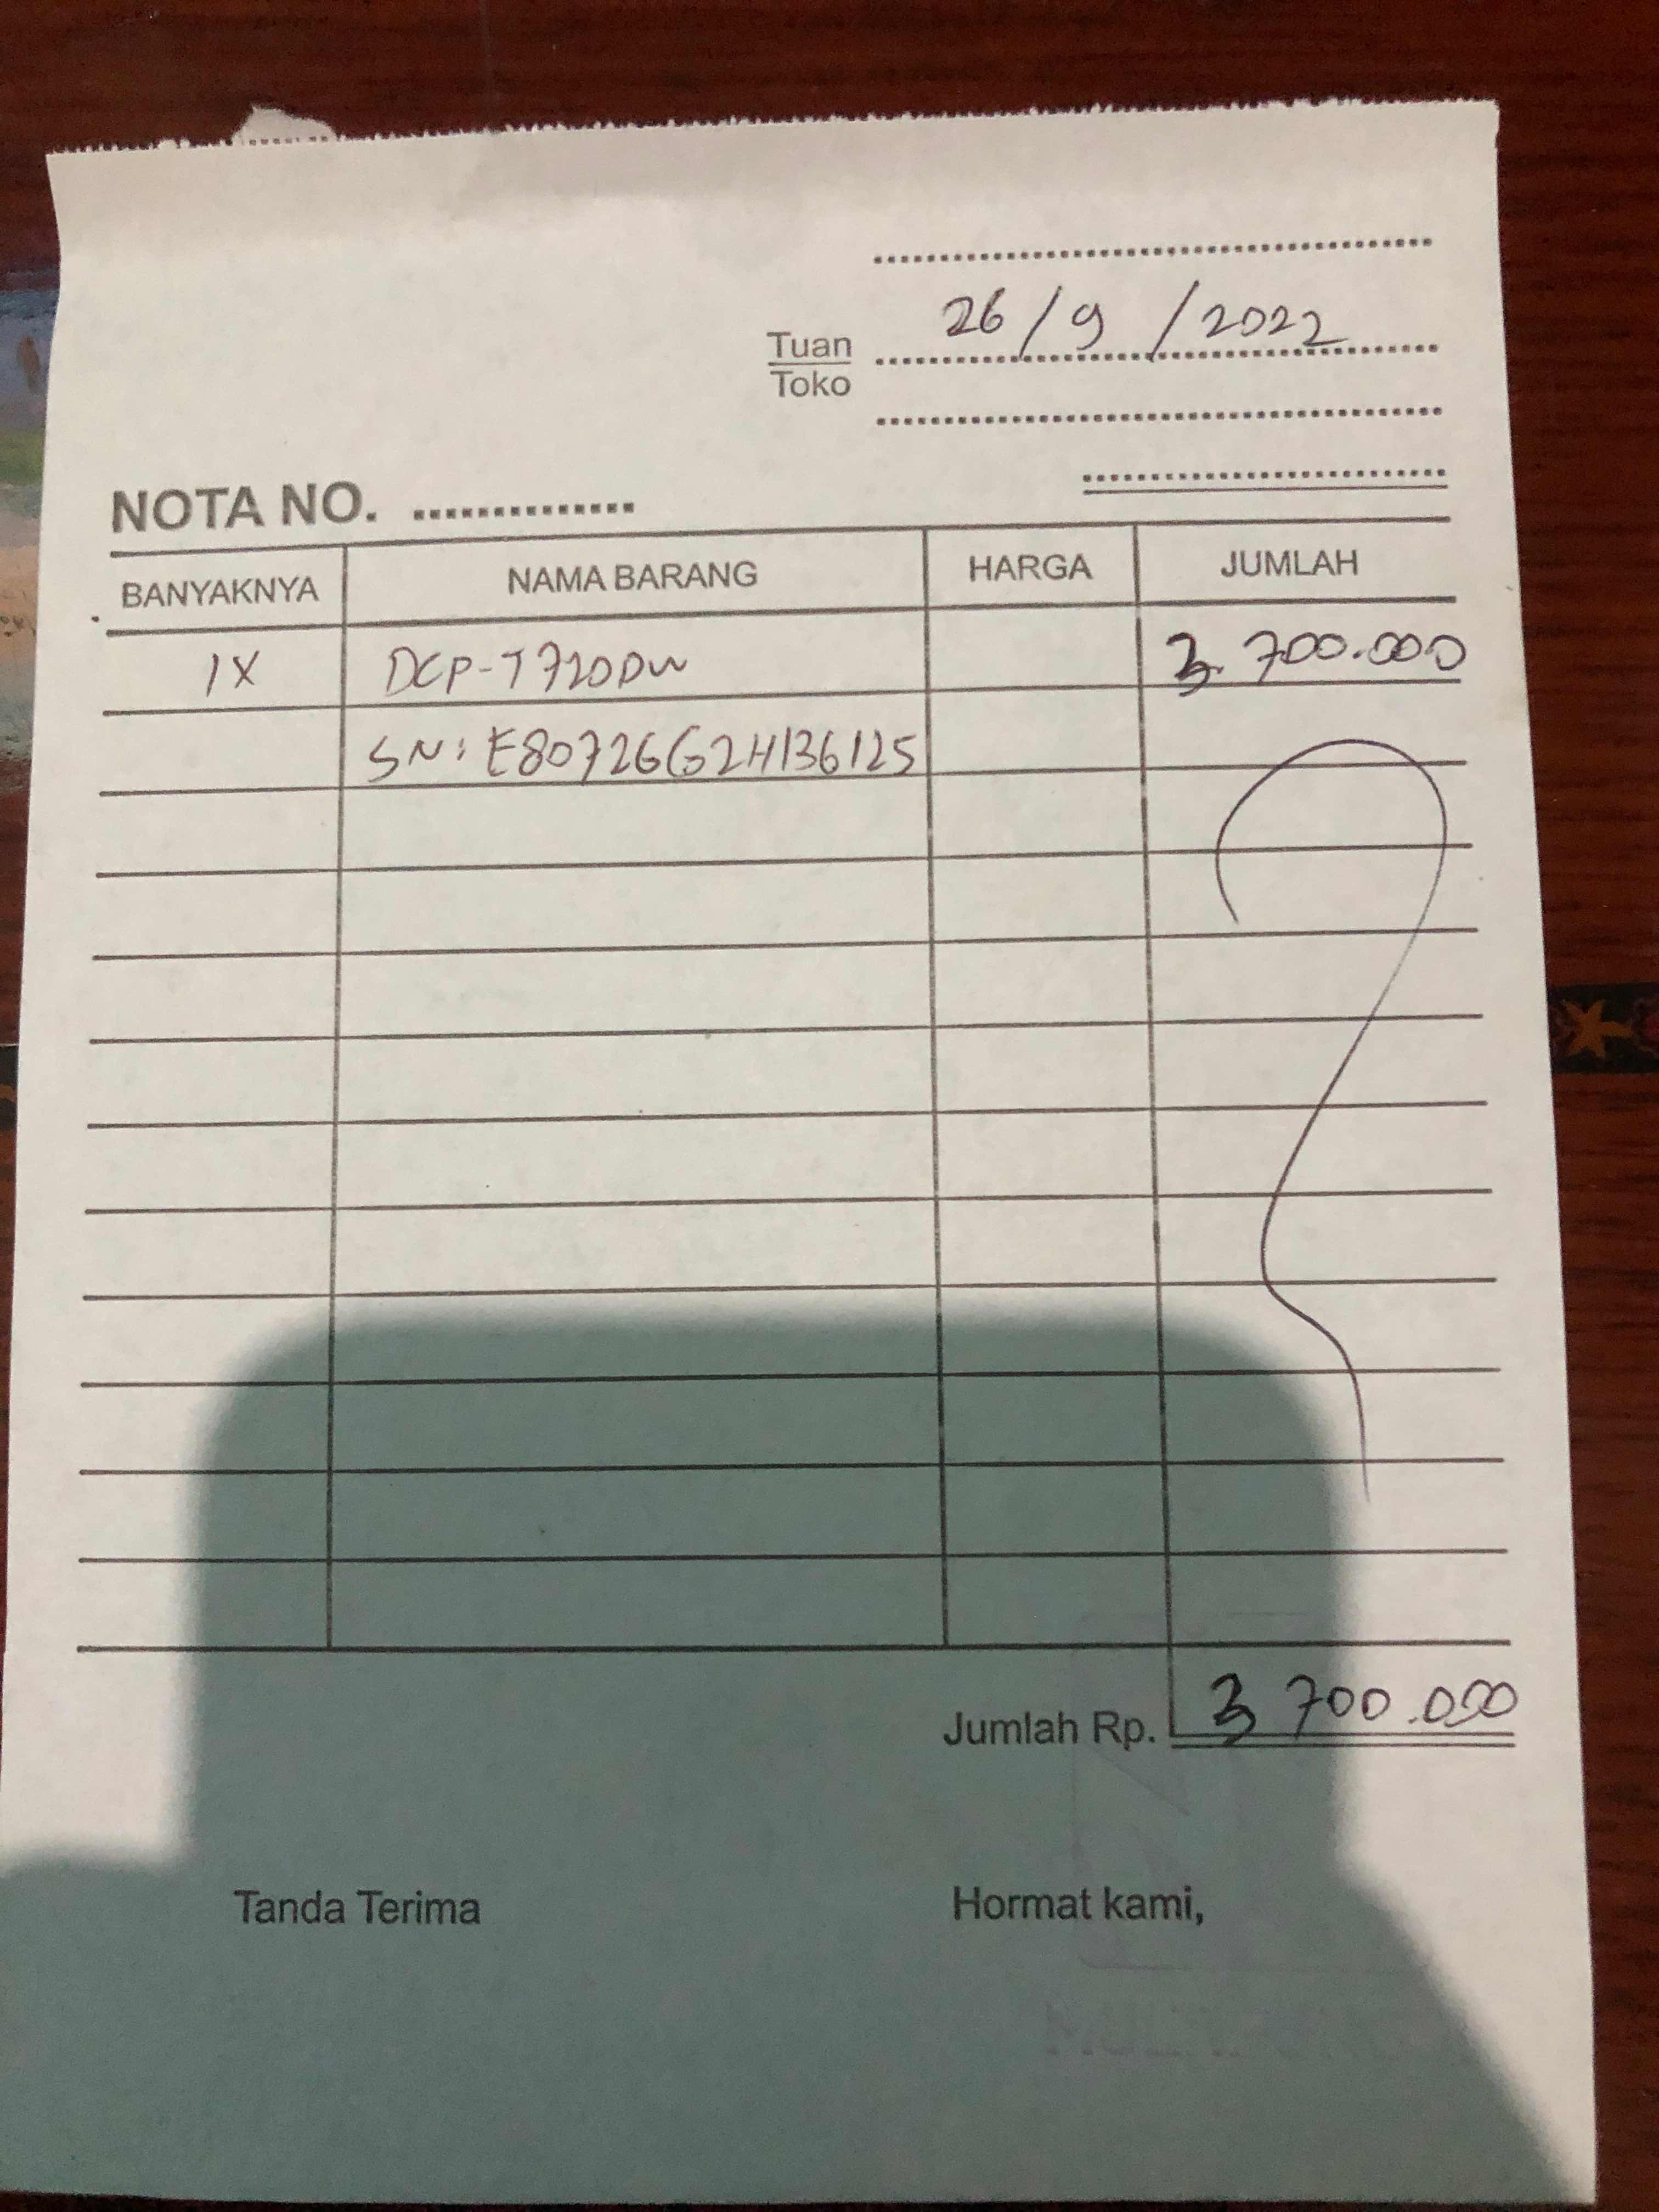 26/9/2022
Tuan
Toko
NOTA NO. ...............
BANYAKNYA NAMA BARANG HARGA JUMLAH
1X DCP-T720DW 3.700.000
SN: E80726G2H136125
Jumlah Rp. 3 700.000
Tanda Terima Hormat kami,